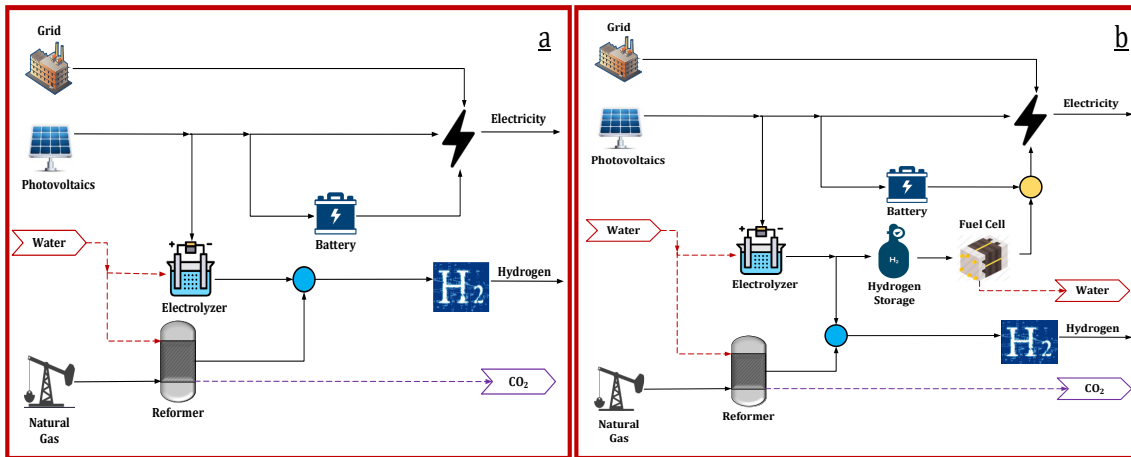 a
Grid
Electricity
Photovoltaics
Battery
Water
+ −
Electrolyzer
Hydrogen
H2
Reformer
CO₂
Natural
Gas
b
Grid
Electricity
Photovoltaics
Battery
Water
+ −
Electrolyzer
H₂
Hydrogen
Storage
Fuel Cell
Water
Hydrogen
H2
Reformer
CO₂
Natural
Gas